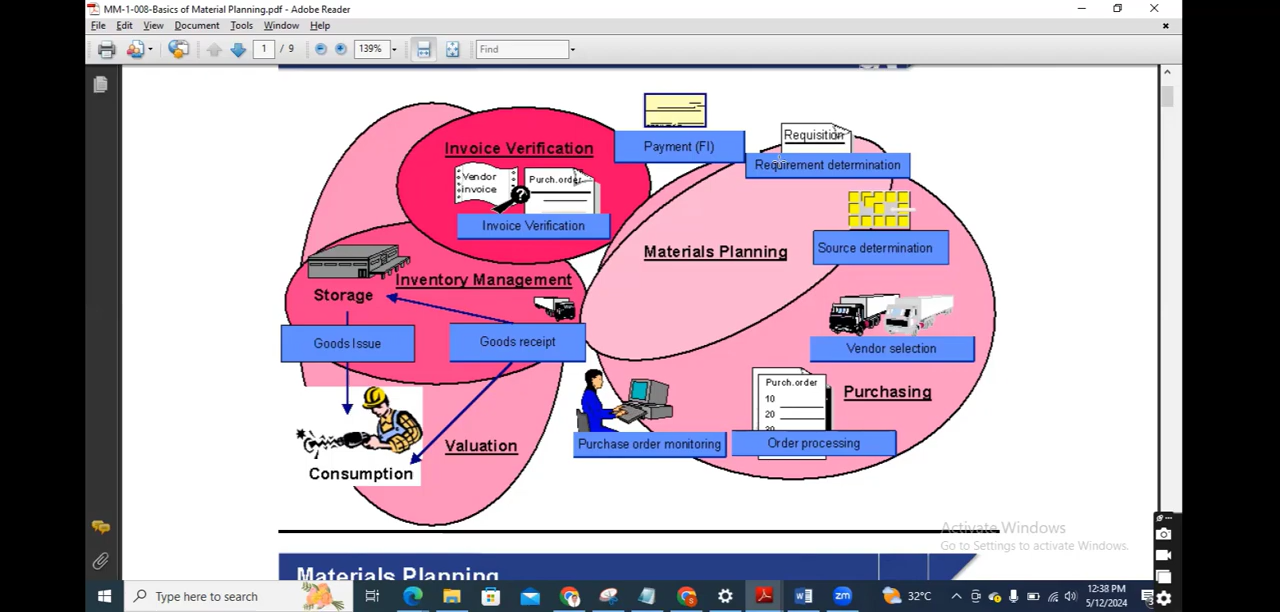 MM-1-008-Basics of Material Planning.pdf - Adobe Reader
File Edit View Document Tools Window Help
1 / 9 139% Find
Requisition
Payment (FI)
Requirement determination
Invoice Verification
Vendor
invoice
Purch.order
?
Invoice Verification
Source determination
Materials Planning
Inventory Management
Storage
Goods Issue
Goods receipt
Vendor selection
Purch.order
10
20
30
Purchasing
Purchase order monitoring
Order processing
Valuation
Consumption
Activate Windows
Go to Settings to activate Windows.
Materials Planning
Type here to search
32°C
12:38 PM
5/12/2024